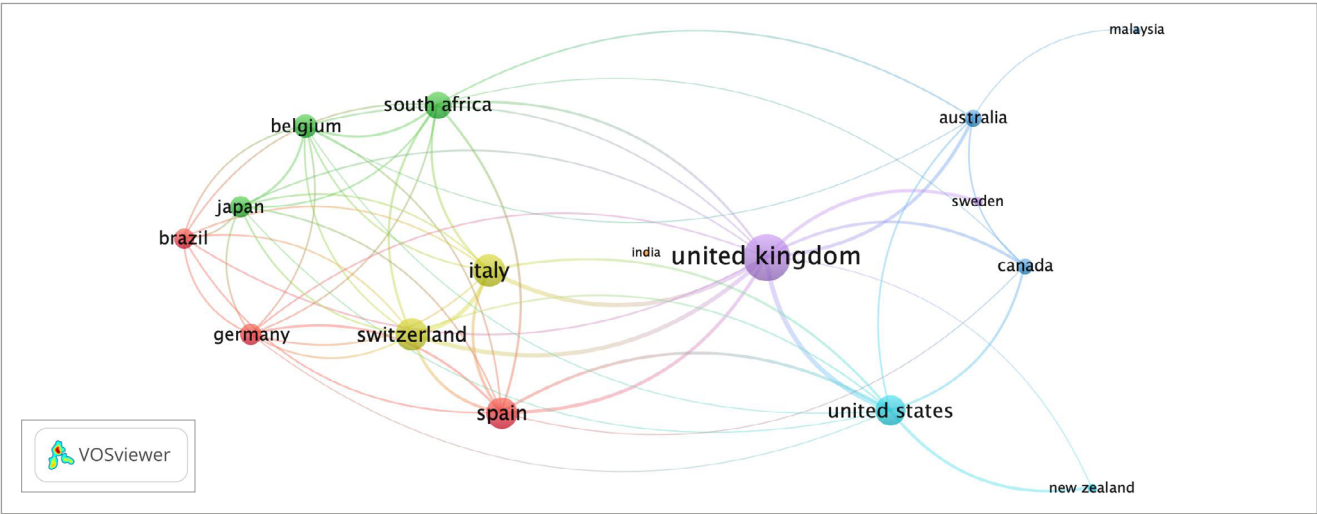 malaysia
south africa
australia
belgium
sweden
japan
brazil
india
united kingdom
canada
italy
germany
switzerland
spain
united states
VOSviewer
new zealand